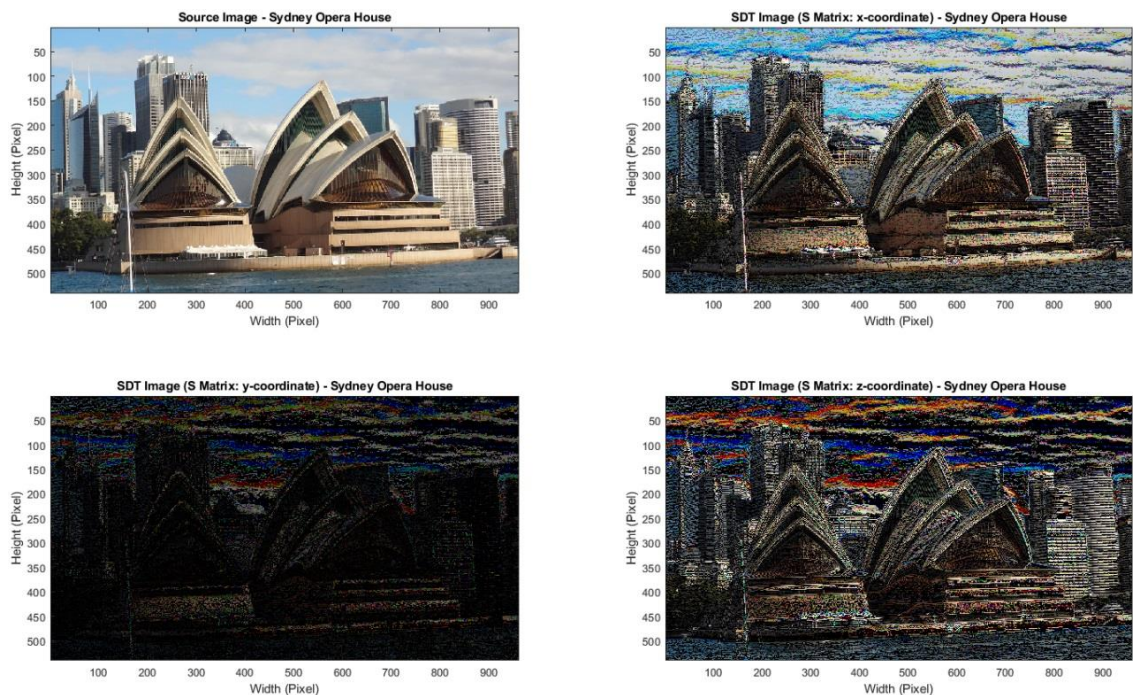 Source Image - Sydney Opera House
50
100
150
200
250
300
350
400
450
500
Height (Pixel)
100 200 300 400 500 600 700 800 900
Width (Pixel)
SDT Image (S Matrix: x-coordinate) - Sydney Opera House
50
100
150
200
250
300
350
400
450
500
Height (Pixel)
100 200 300 400 500 600 700 800 900
Width (Pixel)
SDT Image (S Matrix: y-coordinate) - Sydney Opera House
50
100
150
200
250
300
350
400
450
500
Height (Pixel)
100 200 300 400 500 600 700 800 900
Width (Pixel)
SDT Image (S Matrix: z-coordinate) - Sydney Opera House
50
100
150
200
250
300
350
400
450
500
Height (Pixel)
100 200 300 400 500 600 700 800 900
Width (Pixel)